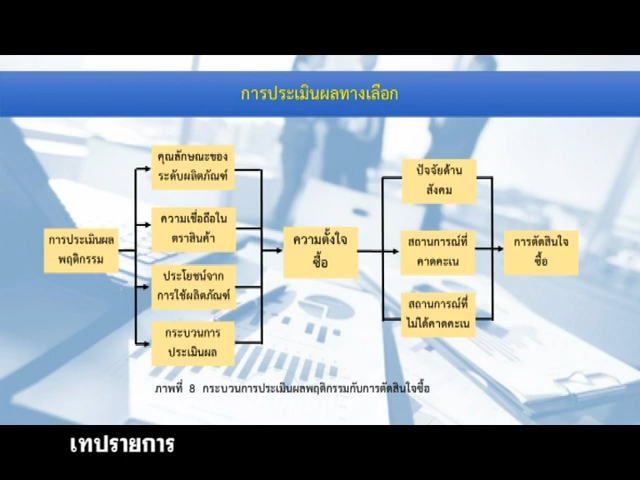 การประเมินผลทางเลือก
คุณลักษณะของ
ระดับผลิตภัณฑ์
ความเชื่อถือใน
ตราสินค้า
การประเมินผล
พฤติกรรม
ประโยชน์จาก
การใช้ผลิตภัณฑ์
กระบวนการ
ประเมินผล
ความตั้งใจ
ซื้อ
ปัจจัยด้าน
สังคม
สถานการณ์ที่
คาดคะเน
สถานการณ์ที่
ไม่ได้คาดคะเน
การตัดสินใจ
ซื้อ
ภาพที่ 8 กระบวนการประเมินผลพฤติกรรมกับการตัดสินใจซื้อ
เทปรายการ